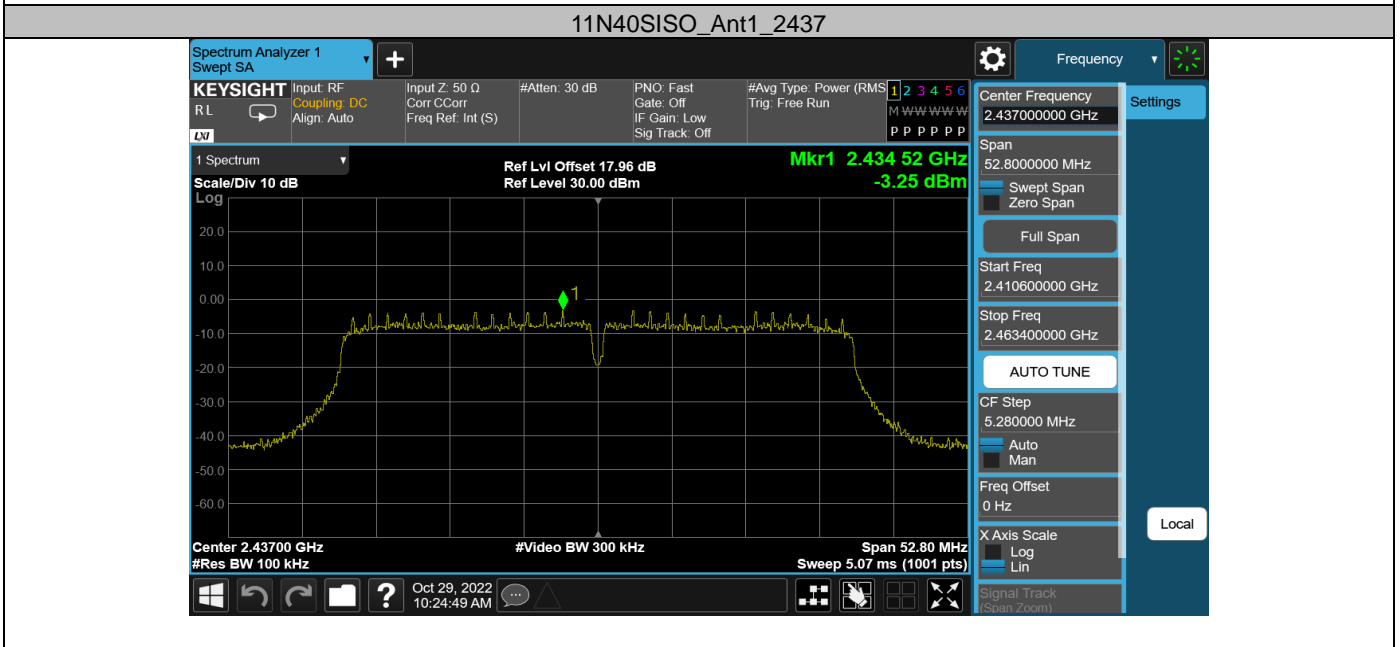 11N40SISO_Ant1_2437
Spectrum Analyzer 1
Swept SA
Frequency
KEYSIGHT
RL
LXI
Input: RF
Coupling: DC
Align: Auto
Input Z: 50 Ω
Corr CCorr
Freq Ref: Int (S)
#Atten: 30 dB
PNO: Fast
Gate: Off
IF Gain: Low
Sig Track: Off
#Avg Type: Power (RMS
Trig: Free Run
1 2 3 4 5 6
M W W W W W
P P P P P P
1 Spectrum
Scale/Div 10 dB
Ref Lvl Offset 17.96 dB
Ref Level 30.00 dBm
Mkr1 2.434 52 GHz
-3.25 dBm
Log
20.0
10.0
0.00
-10.0
-20.0
-30.0
-40.0
-50.0
-60.0
1
Center 2.43700 GHz
#Res BW 100 kHz
#Video BW 300 kHz
Span 52.80 MHz
Sweep 5.07 ms (1001 pts)
Center Frequency
2.437000000 GHz
Settings
Span
52.8000000 MHz
Swept Span
Zero Span
Full Span
Start Freq
2.410600000 GHz
Stop Freq
2.463400000 GHz
AUTO TUNE
CF Step
5.280000 MHz
Auto
Man
Freq Offset
0 Hz
X Axis Scale
Log
Lin
Local
Signal Track
(Span Zoom)
?
Oct 29, 2022
10:24:49 AM